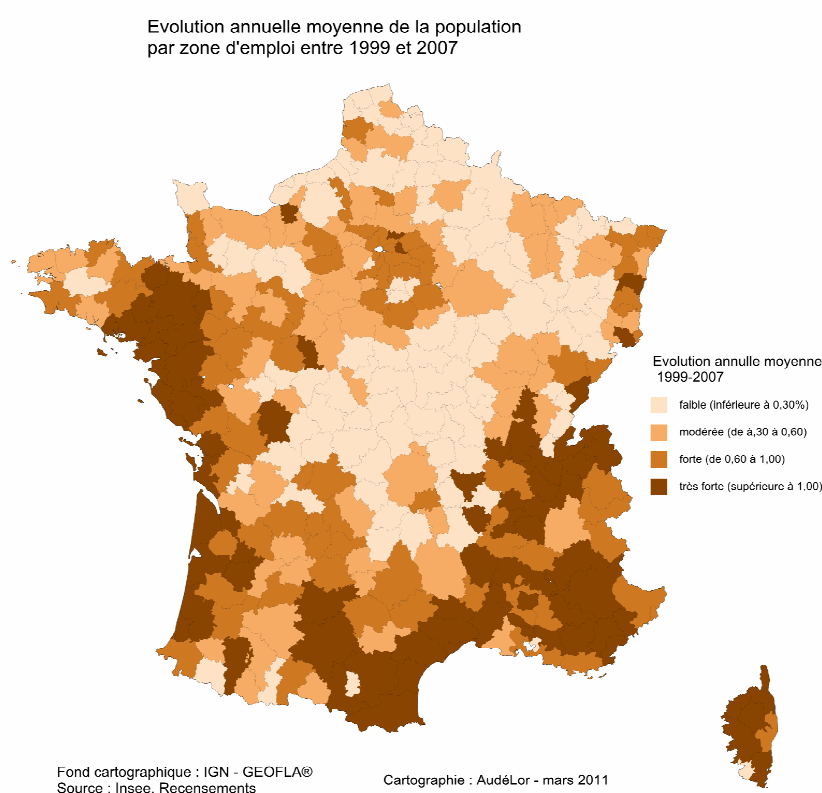 Evolution annuelle moyenne de la population
par zone d'emploi entre 1999 et 2007
Evolution annulle moyenne
1999-2007
faible (inférieure à 0,30%)
modérée (de à,30 à 0,60)
forte (de 0,60 à 1,00)
très forte (supérieure à 1,00)
Fond cartographique : IGN - GEOFLA®
Source : Insee, Recensements
Cartographie : AudéLor - mars 2011